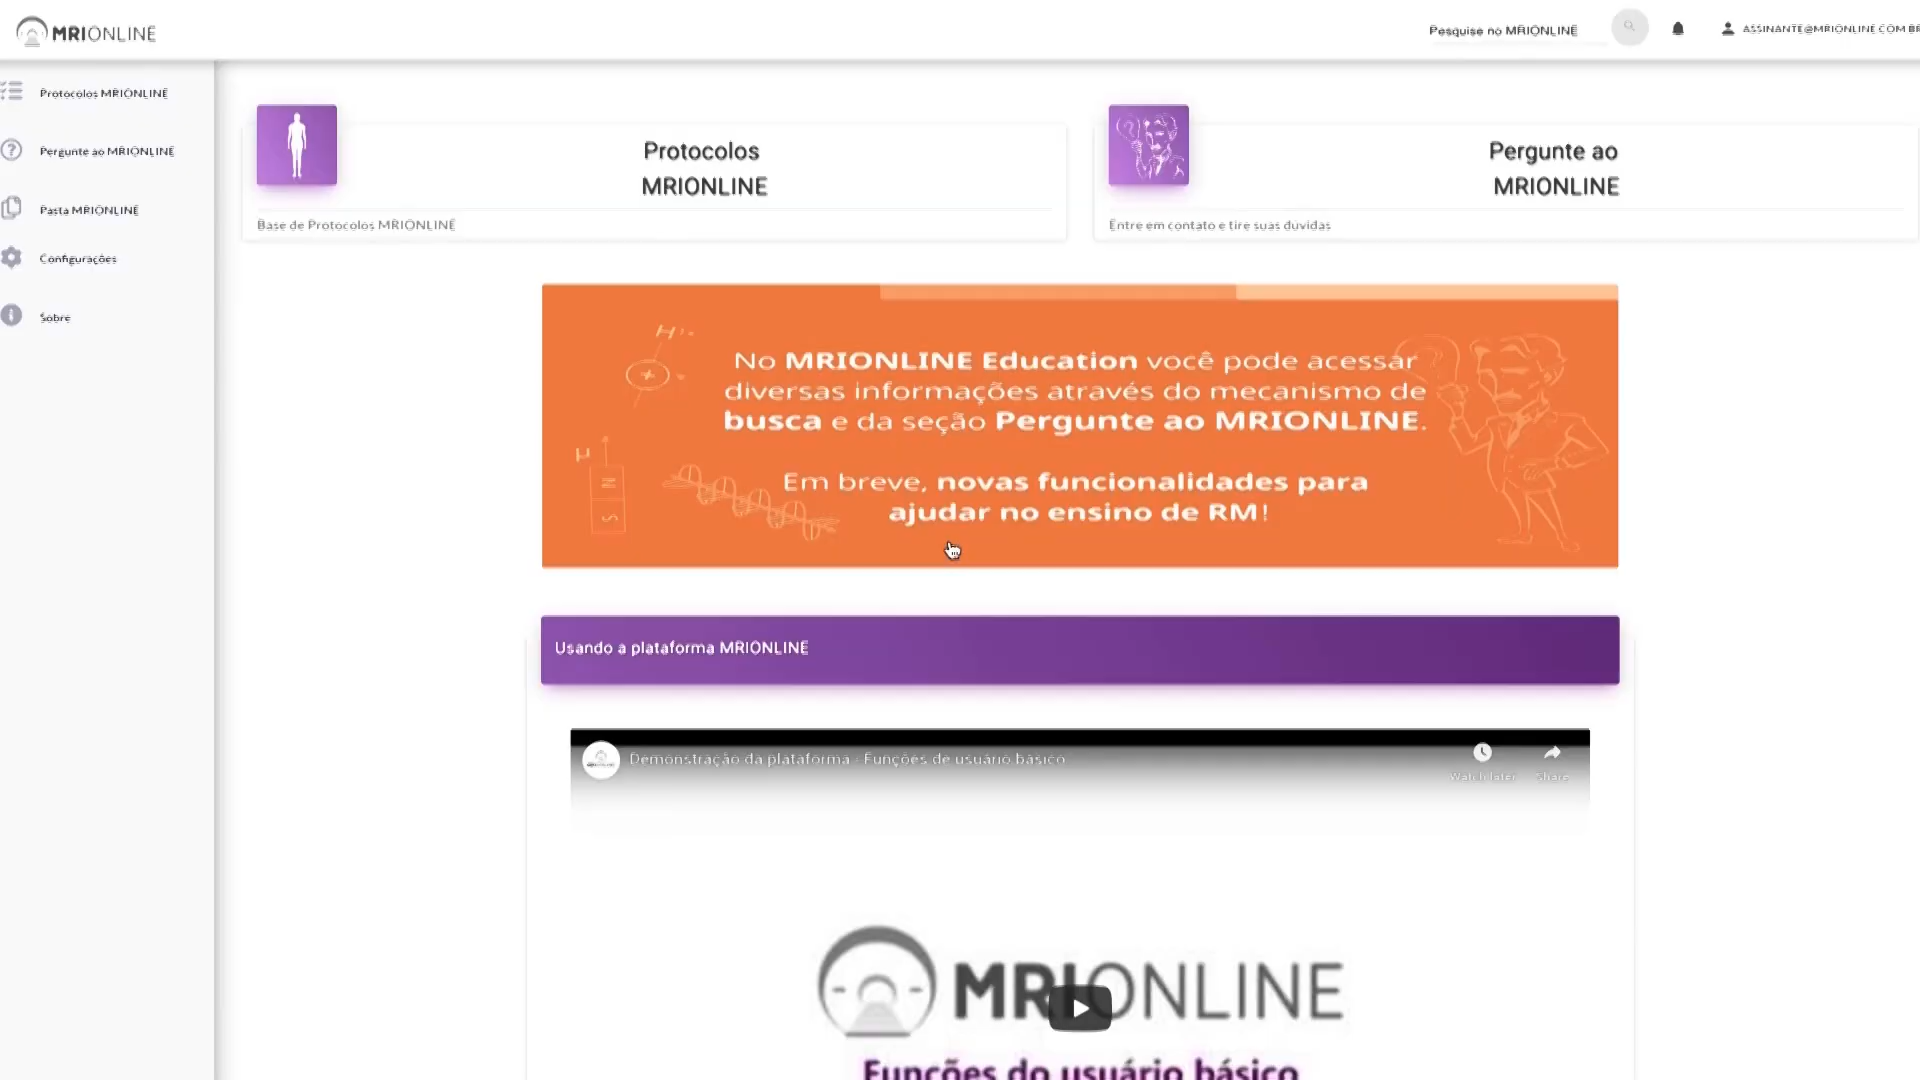 MRIONLINE
Pesquise no MRIONLINE
ASSINANTE@MRIONLINE.COM.BR
Protocolos MRIONLINE
Pergunte ao MRIONLINE
Pasta MRIONLINE
Configurações
Sobre
Protocolos
MRIONLINE
Base de Protocolos MRIONLINE
Pergunte ao
MRIONLINE
Entre em contato e tire suas dúvidas
No MRIONLINE Education você pode acessar
diversas informações através do mecanismo de
busca e da seção Pergunte ao MRIONLINE.
Em breve, novas funcionalidades para
ajudar no ensino de RM!
H
μ
N
S
Usando a plataforma MRIONLINE
Demonstração da plataforma - Funções de usuário básico
Watch later
Share
MRIONLINE
Funções do usuário básico